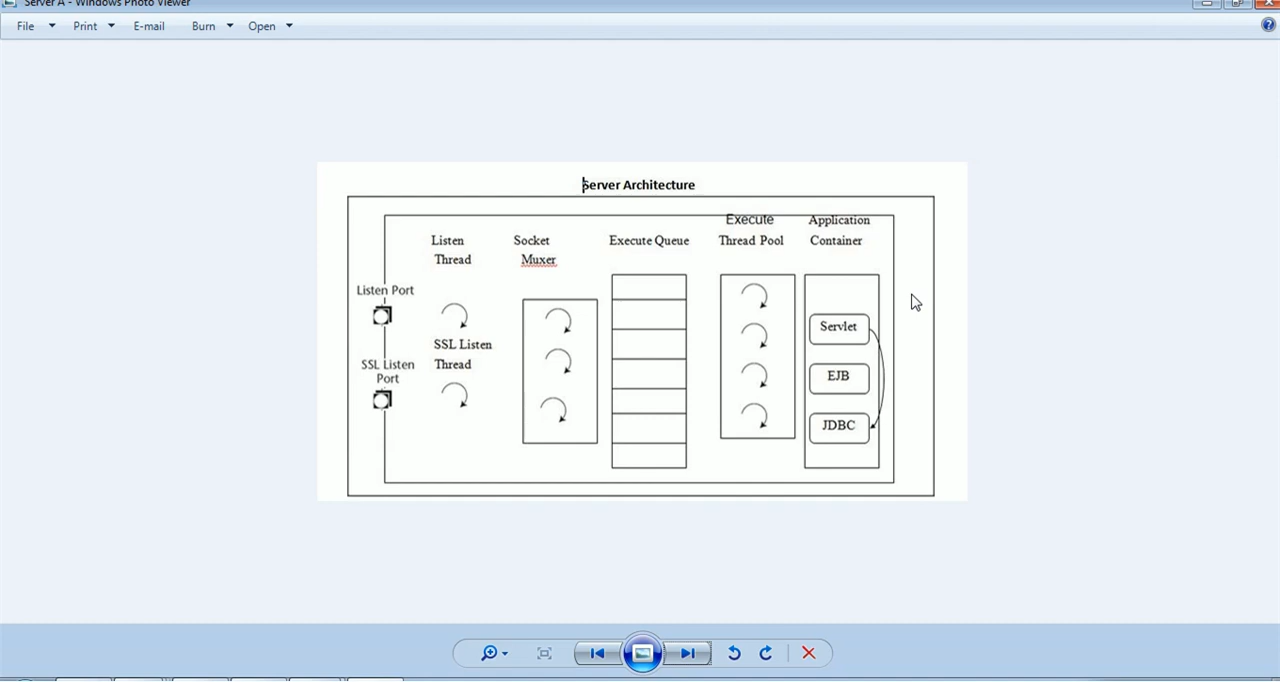 Server A - Windows Photo Viewer
File Print E-mail Burn Open
Server Architecture
Execute Application
Listen Socket Execute Queue Thread Pool Container
Thread Muxer
Listen Port
Servlet
SSL Listen
SSL Listen Thread
Port
EJB
JDBC